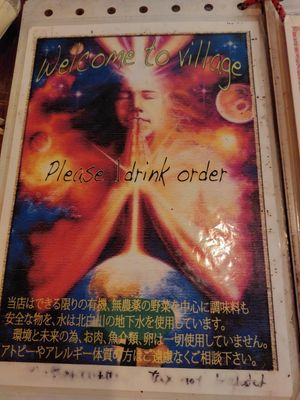 Welcome to village
Please 1 drink order
当店はできる限りの有機、無農薬の野菜を中心に調味料も
安全な物を、水は北白川の地下水を使用しています。
環境と未来の為、お肉、魚介類、卵は一切使用していません。
アトピーやアレルギー体質の方はご遠慮なくご相談下さい。